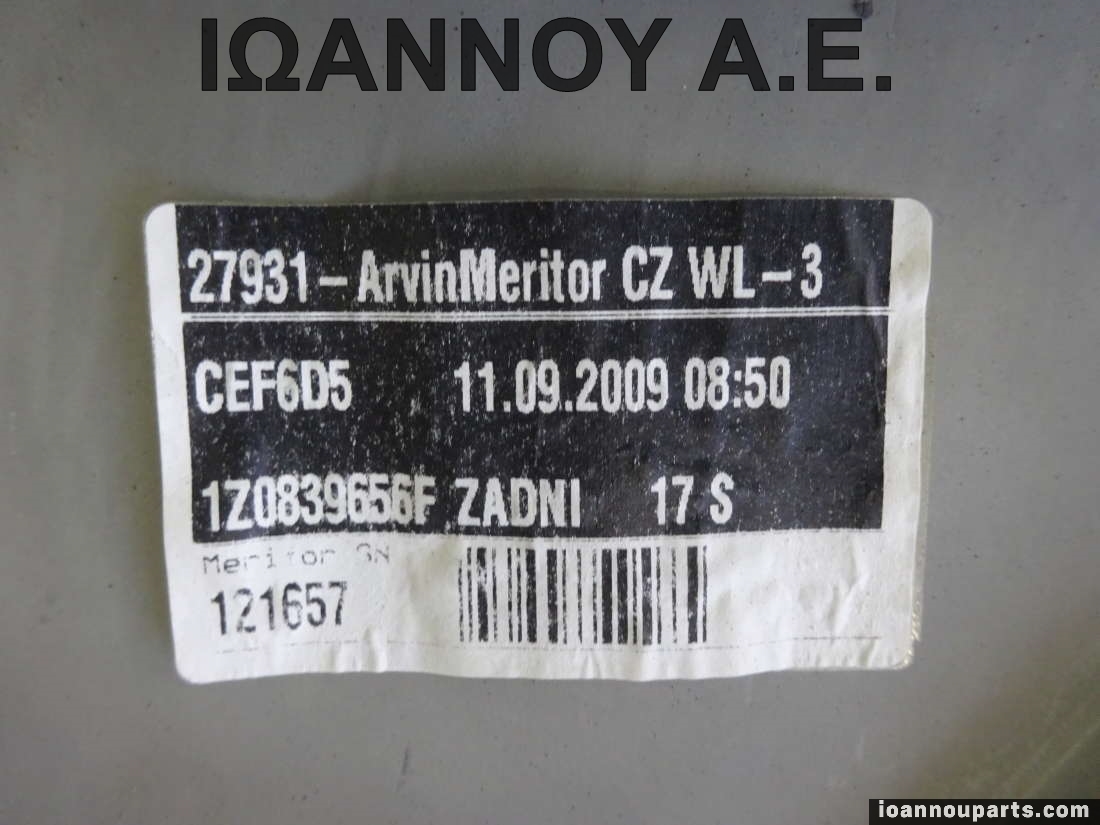 ΙΩΑΝΝΟΥ Α.Ε.
27931-ArvinMeritor CZ WL-3
CEF6D5 11.09.2009 08:50
1Z0839656F ZADNI 17 S
Meritor SN
121657
ioannouparts.com